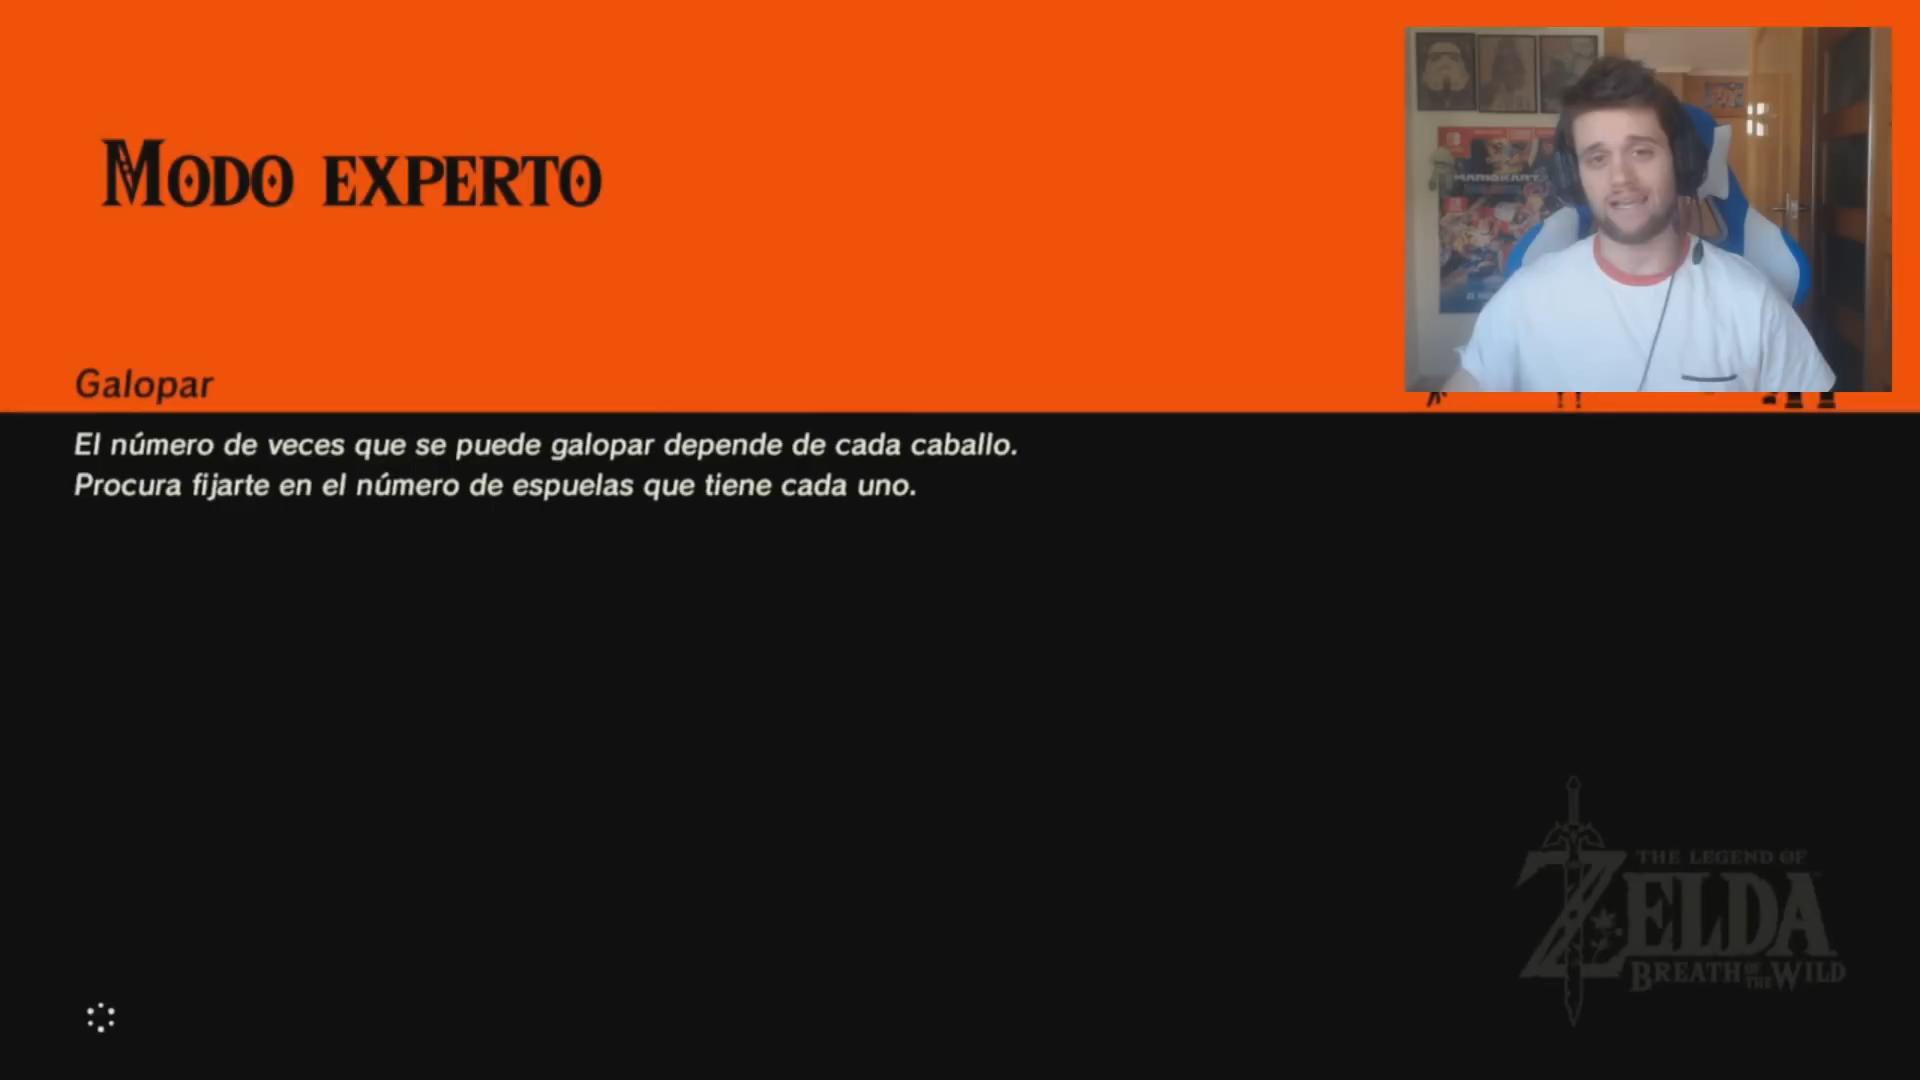 Modo experto
Galopar
El número de veces que se puede galopar depende de cada caballo.
Procura fijarte en el número de espuelas que tiene cada uno.
MARIOKART
THE LEGEND OF
ZELDA
BREATH OF THE WILD